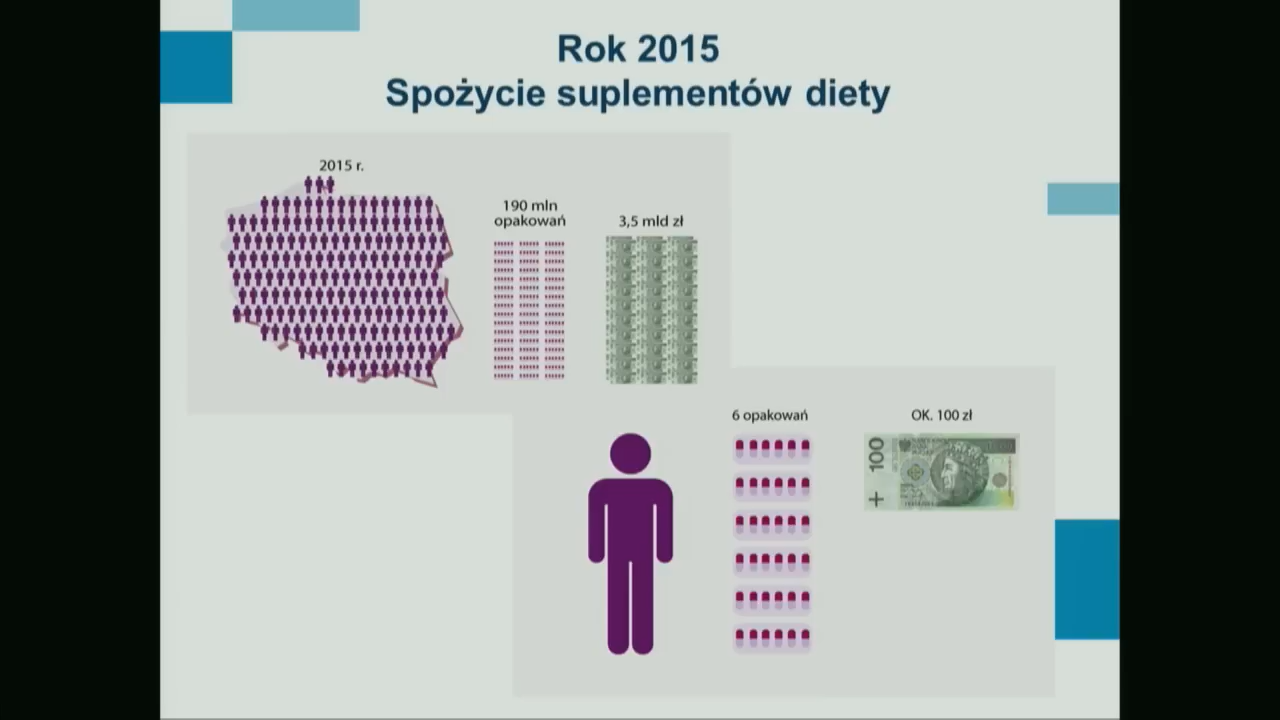 Rok 2015
Spożycie suplementów diety
2015 r.
190 mln
opakowań
3,5 mld zł
6 opakowań
OK. 100 zł
100